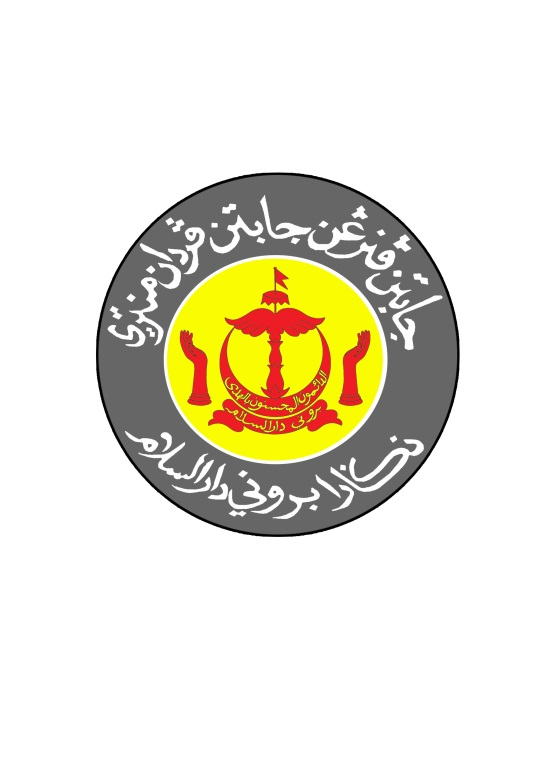 جابتن ڤنرڠن جابتن ڤردان منتري
الدائمون المحسنون بالهدى
بروني دارالسلام
نڬارا بروني دارالسلام